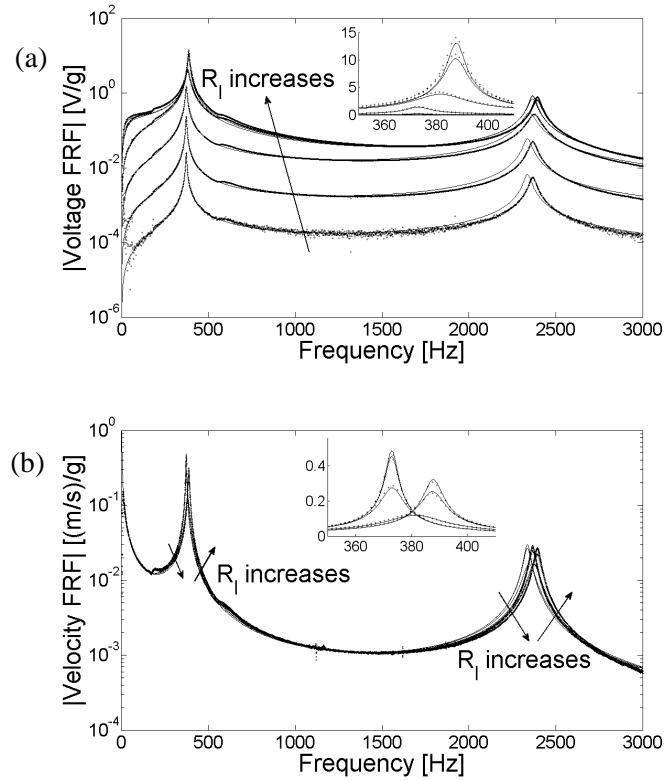 (a)
|Voltage FRF| [V/g]
10^2
10^0
10^-2
10^-4
10^-6
R_l increases
15
10
5
0
360 380 400
0 500 1000 1500 2000 2500 3000
Frequency [Hz]
(b)
|Velocity FRF| [(m/s)/g]
10^0
10^-1
10^-2
10^-3
10^-4
0.4
0.2
0
360 380 400
R_l increases
R_l increases
0 500 1000 1500 2000 2500 3000
Frequency [Hz]